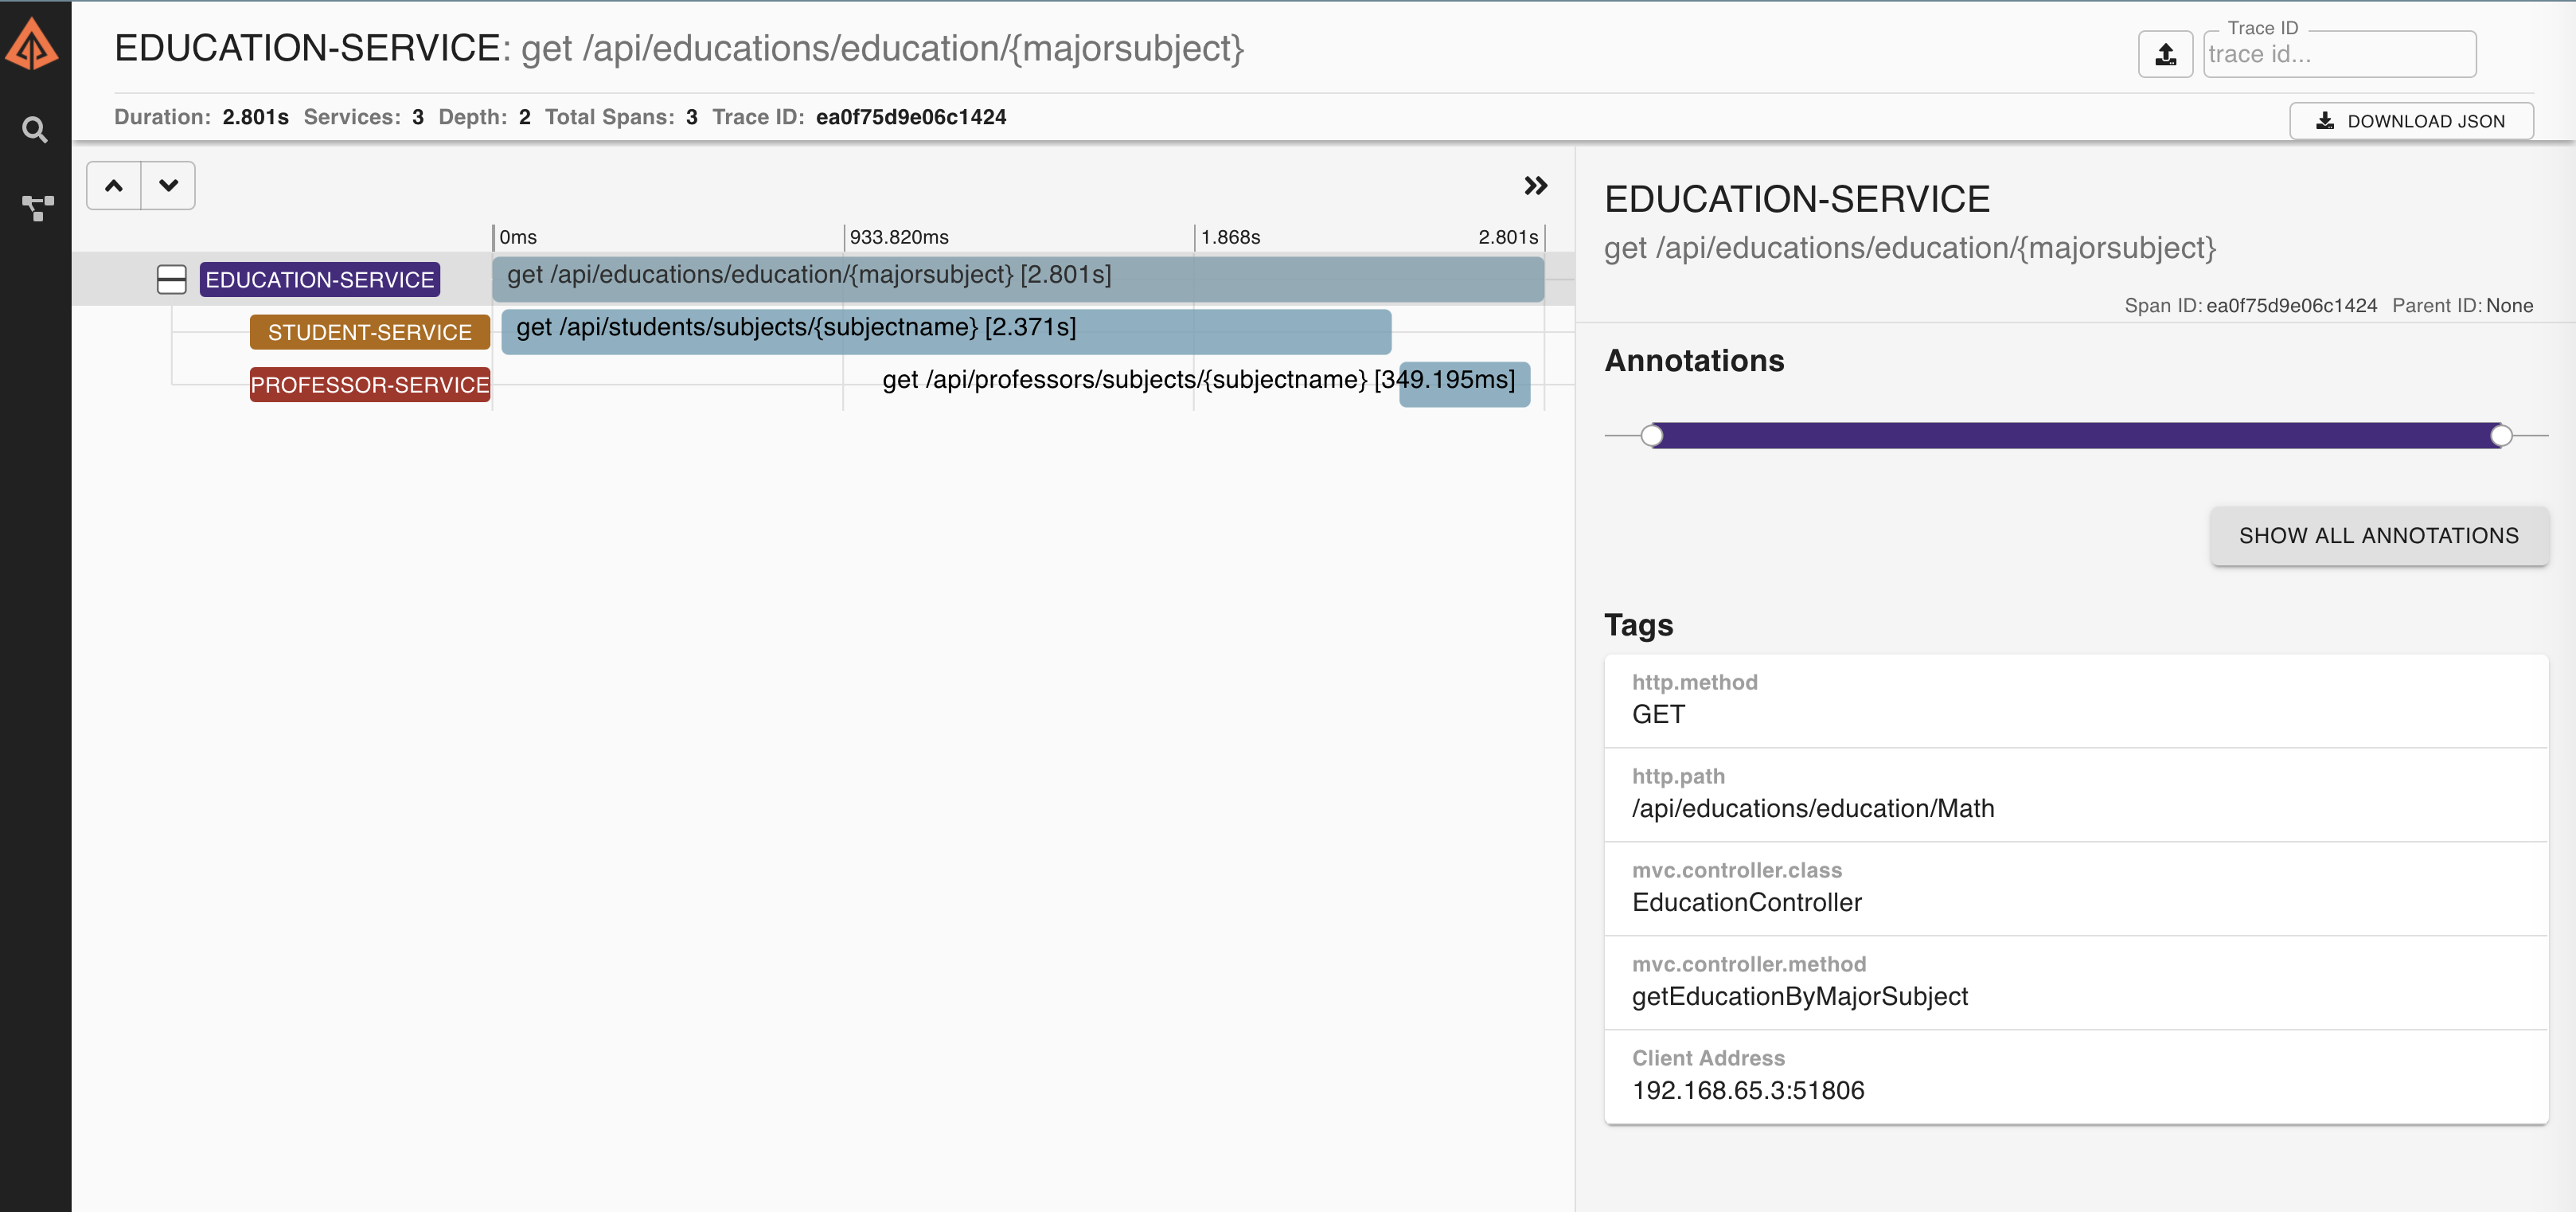 EDUCATION-SERVICE: get /api/educations/education/{majorsubject}
Trace ID
trace id...
Duration: 2.801s Services: 3 Depth: 2 Total Spans: 3 Trace ID: ea0f75d9e06c1424
DOWNLOAD JSON
0ms 933.820ms 1.868s 2.801s
EDUCATION-SERVICE get /api/educations/education/{majorsubject} [2.801s]
STUDENT-SERVICE get /api/students/subjects/{subjectname} [2.371s]
PROFESSOR-SERVICE get /api/professors/subjects/{subjectname} [349.195ms]
EDUCATION-SERVICE
get /api/educations/education/{majorsubject}
Span ID: ea0f75d9e06c1424 Parent ID: None
Annotations
SHOW ALL ANNOTATIONS
Tags
http.method
GET
http.path
/api/educations/education/Math
mvc.controller.class
EducationController
mvc.controller.method
getEducationByMajorSubject
Client Address
192.168.65.3:51806